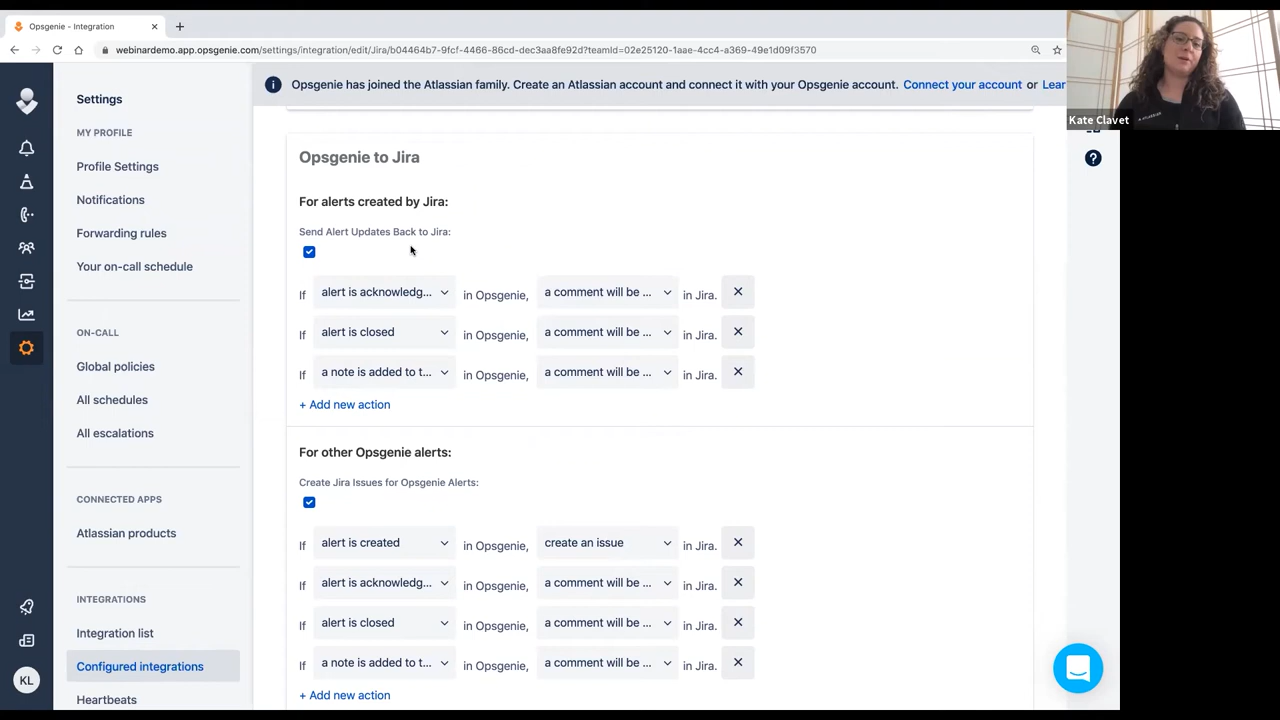 Opsgenie - Integration
webinardemo.app.opsgenie.com/settings/integration/edit/Jira/b04464b7-9fcf-4466-86cd-dec3aa8fe92d?teamId=02e25120-1aae-4cc4-a369-49e1d09f3570
Kate Clavet
ATLASSIAN
Opsgenie has joined the Atlassian family. Create an Atlassian account and connect it with your Opsgenie account. Connect your account or Lear
Settings
MY PROFILE
Profile Settings
Notifications
Forwarding rules
Your on-call schedule
ON-CALL
Global policies
All schedules
All escalations
CONNECTED APPS
Atlassian products
INTEGRATIONS
Integration list
Configured integrations
Heartbeats
KL
Opsgenie to Jira
For alerts created by Jira:
Send Alert Updates Back to Jira:
If alert is acknowledg... in Opsgenie, a comment will be ... in Jira.
If alert is closed in Opsgenie, a comment will be ... in Jira.
If a note is added to t... in Opsgenie, a comment will be ... in Jira.
+ Add new action
For other Opsgenie alerts:
Create Jira Issues for Opsgenie Alerts:
If alert is created in Opsgenie, create an issue in Jira.
If alert is acknowledg... in Opsgenie, a comment will be ... in Jira.
If alert is closed in Opsgenie, a comment will be ... in Jira.
If a note is added to t... in Opsgenie, a comment will be ... in Jira.
+ Add new action